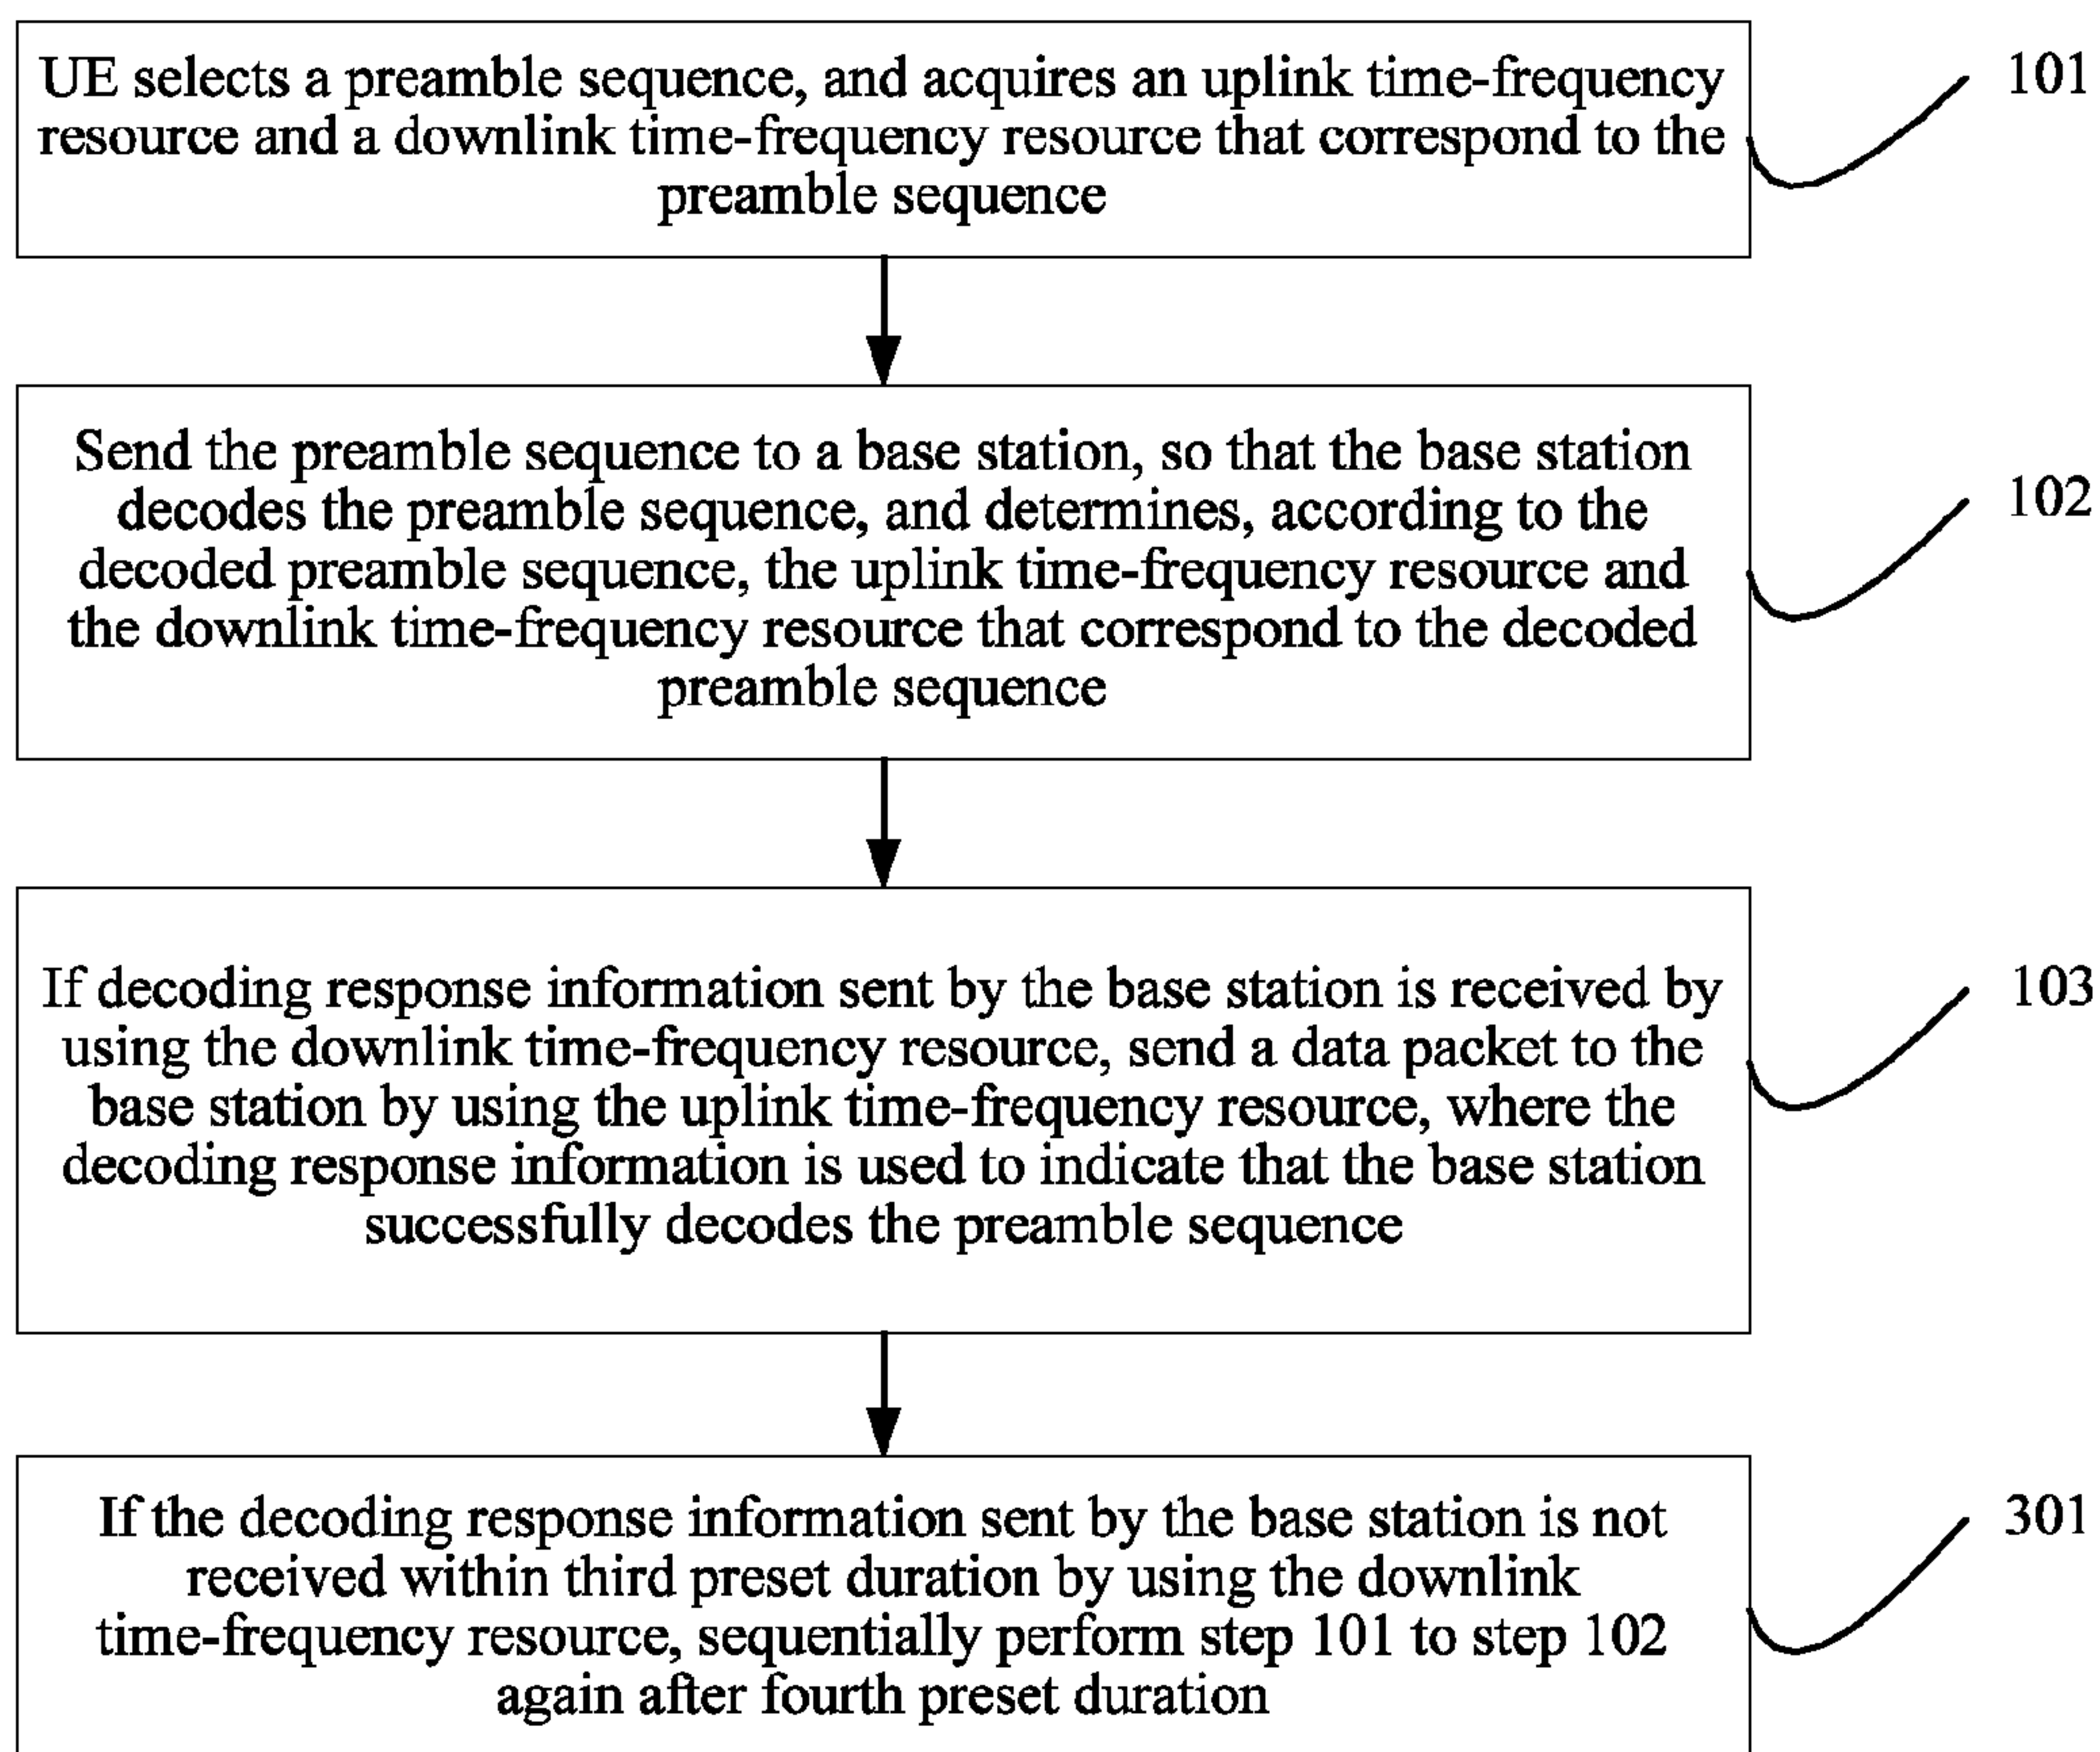 UE selects a preamble sequence, and acquires an uplink time-frequency
resource and a downlink time-frequency resource that correspond to the
preamble sequence
101
Send the preamble sequence to a base station, so that the base station
decodes the preamble sequence, and determines, according to the
decoded preamble sequence, the uplink time-frequency resource and
the downlink time-frequency resource that correspond to the decoded
preamble sequence
102
If decoding response information sent by the base station is received by
using the downlink time-frequency resource, send a data packet to the
base station by using the uplink time-frequency resource, where the
decoding response information is used to indicate that the base station
successfully decodes the preamble sequence
103
If the decoding response information sent by the base station is not
received within third preset duration by using the downlink
time-frequency resource, sequentially perform step 101 to step 102
again after fourth preset duration
301